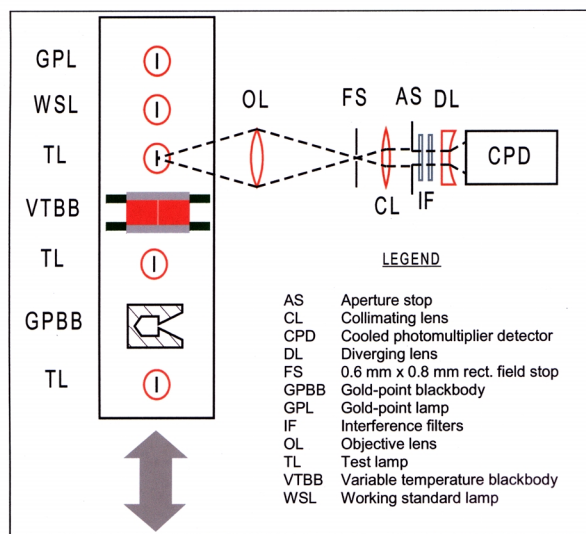 GPL
WSL
TL
VTBB
TL
GPBB
TL
OL
FS
AS
DL
CL
IF
CPD
LEGEND
AS Aperture stop
CL Collimating lens
CPD Cooled photomultiplier detector
DL Diverging lens
FS 0.6 mm x 0.8 mm rect. field stop
GPBB Gold-point blackbody
GPL Gold-point lamp
IF Interference filters
OL Objective lens
TL Test lamp
VTBB Variable temperature blackbody
WSL Working standard lamp